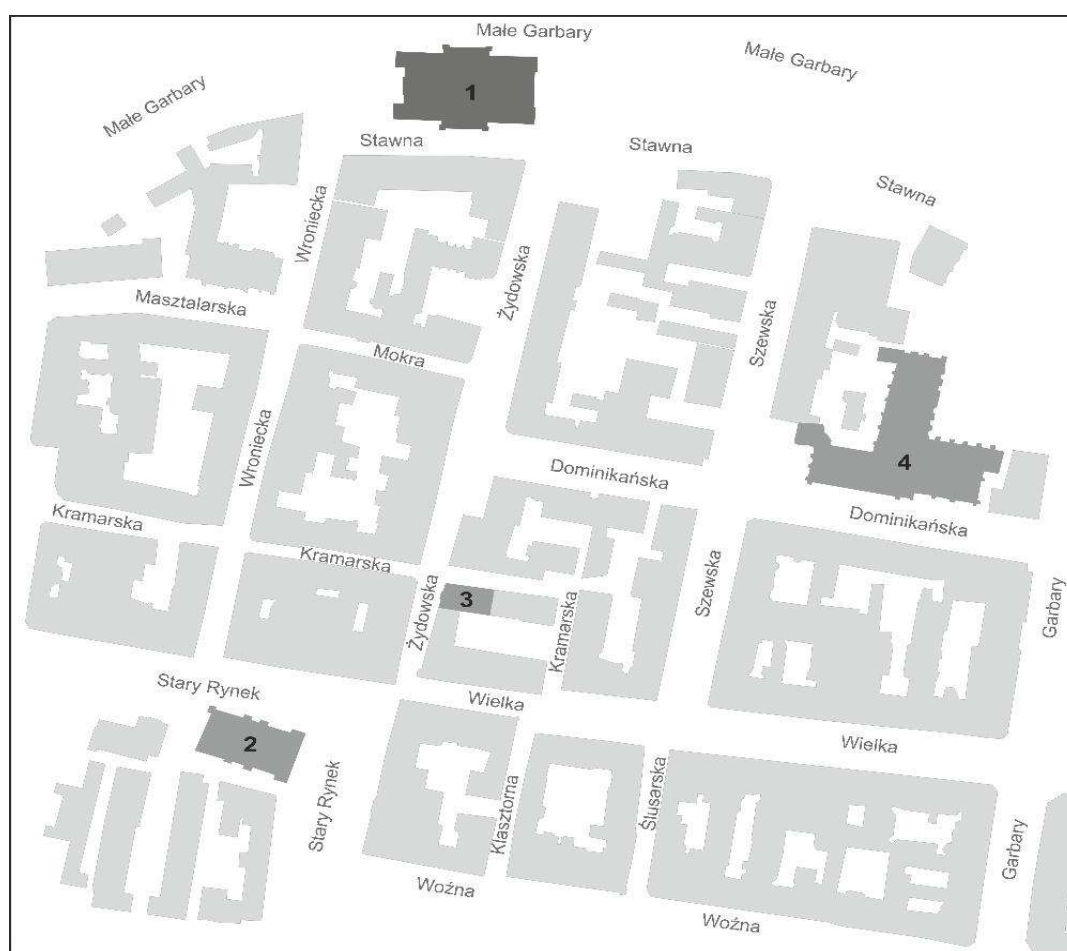 Małe Garbary
Małe Garbary
Małe Garbary
1
Stawna
Stawna
Stawna
Wroniecka
Żydowska
Masztalarska
Szewska
Mokra
Wroniecka
4
Dominikańska
Dominikańska
Kramarska
Kramarska
Żydowska
3
Kramarska
Szewska
Garbary
Stary Rynek
Wielka
2
Wielka
Stary Rynek
Klasztorna
Ślusarska
Garbary
Woźna
Woźna